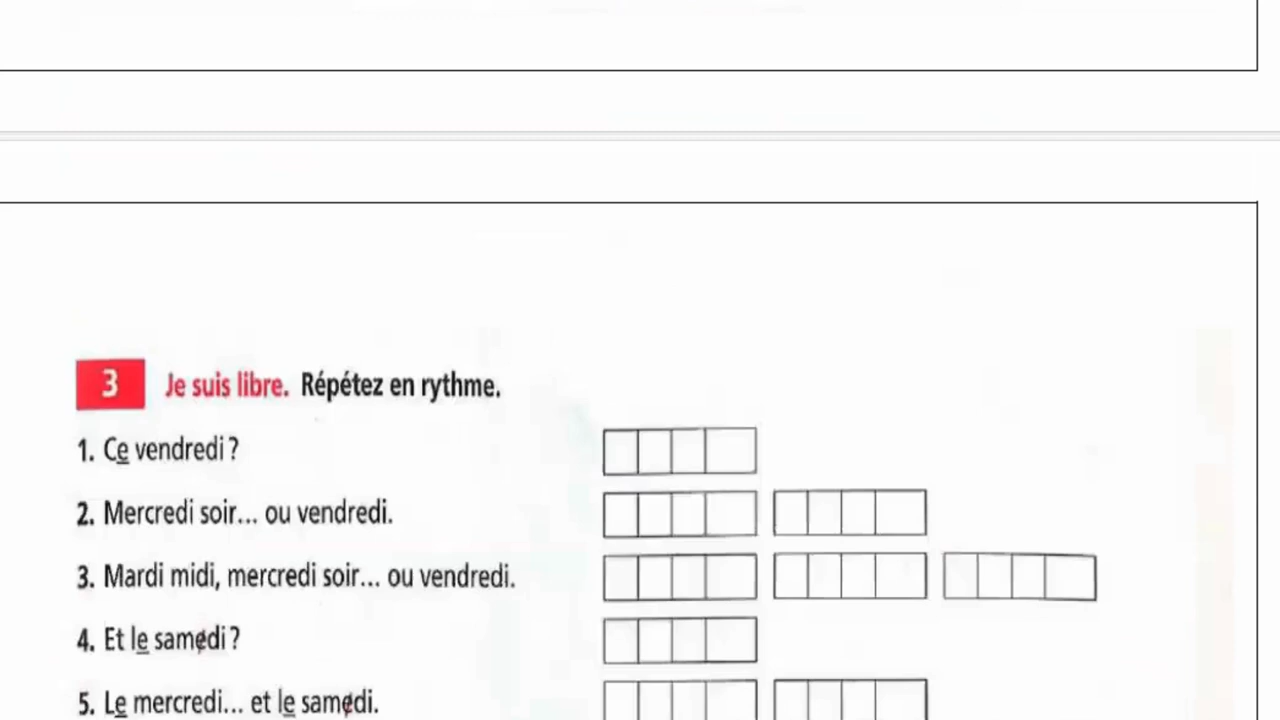 3 Je suis libre. Répétez en rythme.
1. Ce vendredi ?
2. Mercredi soir... ou vendredi.
3. Mardi midi, mercredi soir... ou vendredi.
4. Et le samedi ?
5. Le mercredi... et le samedi.